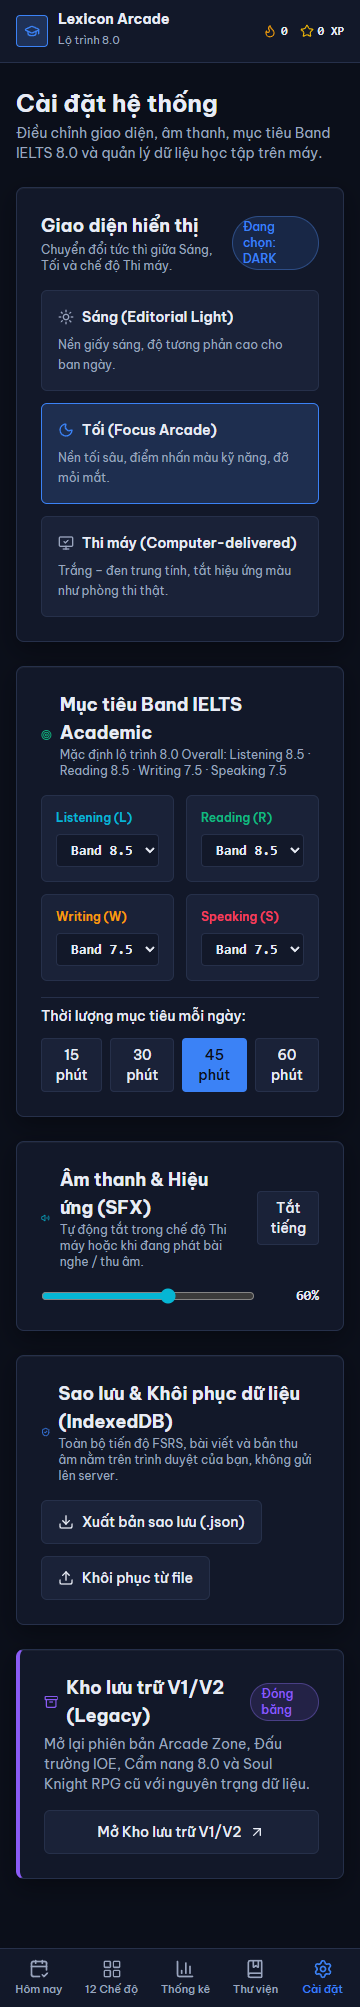 Lexicon Arcade
Lộ trình 8.0
0
0 XP
Cài đặt hệ thống
Điều chỉnh giao diện, âm thanh, mục tiêu Band
IELTS 8.0 và quản lý dữ liệu học tập trên máy.
Giao diện hiển thị
Chuyển đổi tức thì giữa Sáng,
Tối và chế độ Thi máy.
Đang
chọn:
DARK
Sáng (Editorial Light)
Nền giấy sáng, độ tương phản cao cho
ban ngày.
Tối (Focus Arcade)
Nền tối sâu, điểm nhấn màu kỹ năng, đỡ
mỏi mắt.
Thi máy (Computer-delivered)
Trắng – đen trung tính, tắt hiệu ứng màu
như phòng thi thật.
Mục tiêu Band IELTS
Academic
Mặc định lộ trình 8.0 Overall: Listening 8.5 ·
Reading 8.5 · Writing 7.5 · Speaking 7.5
Listening (L)
Band 8.5
Reading (R)
Band 8.5
Writing (W)
Band 7.5
Speaking (S)
Band 7.5
Thời lượng mục tiêu mỗi ngày:
15
phút
30
phút
45
phút
60
phút
Âm thanh & Hiệu
ứng (SFX)
Tự động tắt trong chế độ Thi
máy hoặc khi đang phát bài
nghe / thu âm.
Tắt
tiếng
60%
Sao lưu & Khôi phục dữ liệu
(IndexedDB)
Toàn bộ tiến độ FSRS, bài viết và bản thu
âm nằm trên trình duyệt của bạn, không gửi
lên server.
Xuất bản sao lưu (.json)
Khôi phục từ file
Kho lưu trữ V1/V2
(Legacy)
Đóng
băng
Mở lại phiên bản Arcade Zone, Đấu
trường IOE, Cẩm nang 8.0 và Soul
Knight RPG cũ với nguyên trạng dữ liệu.
Mở Kho lưu trữ V1/V2
Hôm nay
12 Chế độ
Thống kê
Thư viện
Cài đặt